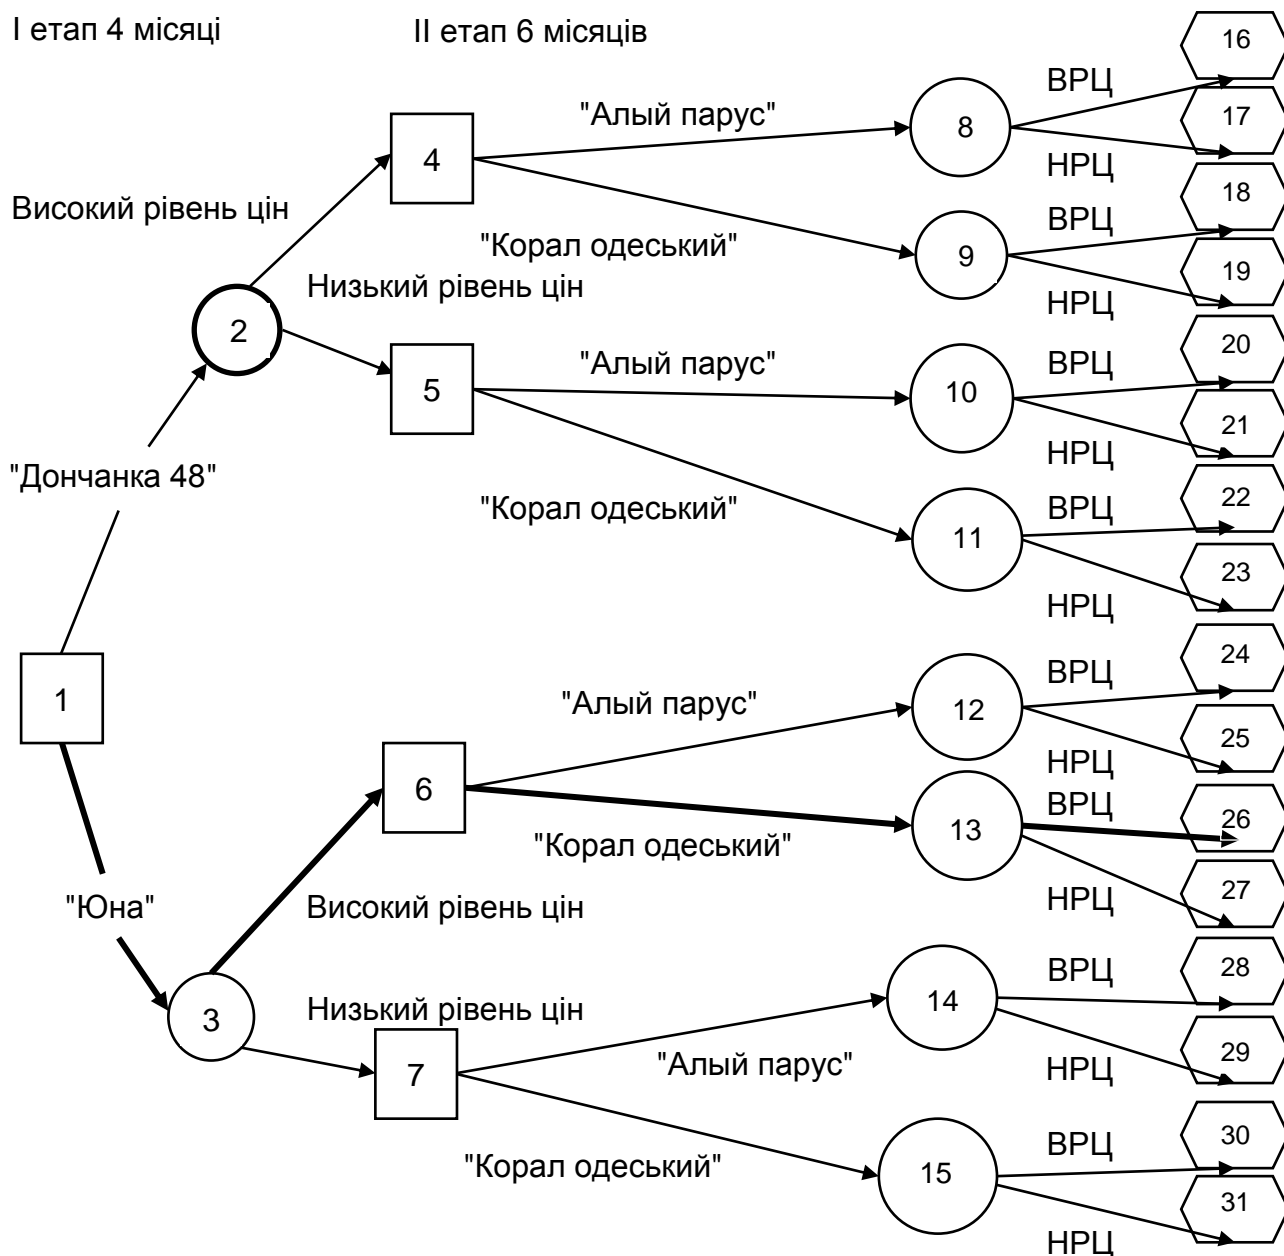 І етап 4 місяці
ІІ етап 6 місяців
16
ВРЦ
"Алый парус"
17
8
4
НРЦ
18
Високий рівень цін
ВРЦ
"Корал одеський"
9
19
Низький рівень цін
НРЦ
2
20
"Алый парус"
ВРЦ
5
10
21
НРЦ
"Дончанка 48"
22
"Корал одеський"
ВРЦ
11
23
НРЦ
24
ВРЦ
1
"Алый парус"
12
25
НРЦ
6
ВРЦ
26
13
"Корал одеський"
27
"Юна"
Високий рівень цін
НРЦ
28
ВРЦ
14
Низький рівень цін
3
29
"Алый парус"
НРЦ
7
30
ВРЦ
"Корал одеський"
15
31
НРЦ